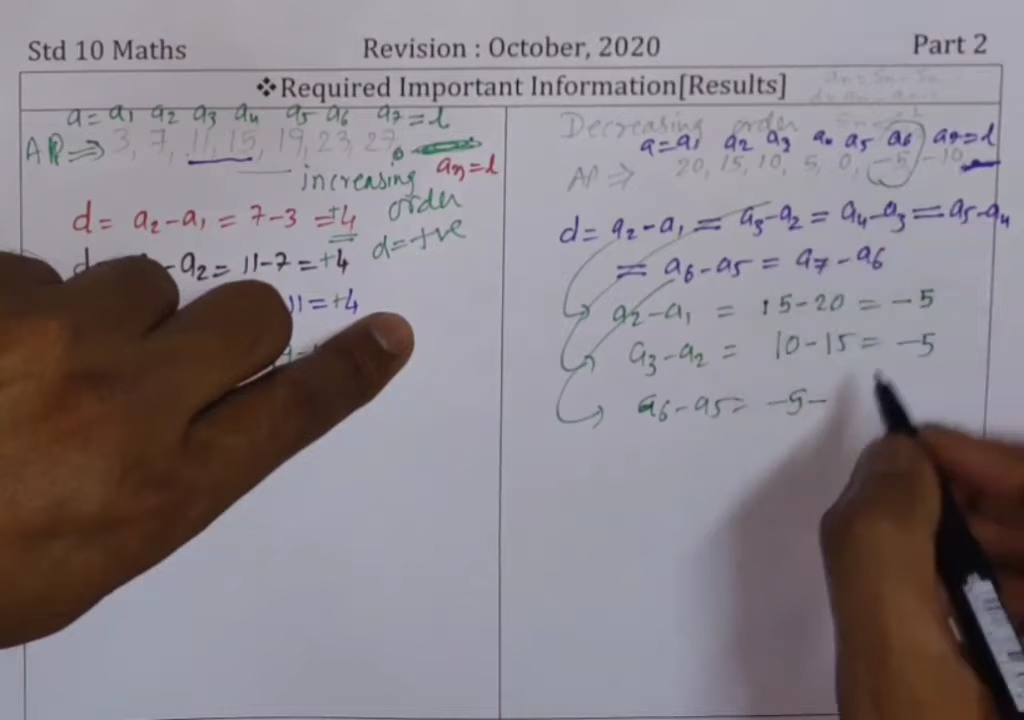 Std 10 Maths Revision : October, 2020 Part 2
❖Required Important Information[Results]
a = a1 a2 a3 a4 a5 a6 a7 = l
AP ⇒ 3, 7, 11, 15, 19, 23, 27
an = l
increasing
order
d = a2 - a1 = 7 - 3 = +4
d = +ve
- a2 = 11 - 7 = +4
11 = +4
Decreasing order
a = a1 a2 a3 a4 a5 a6 a7 = l
AP ⇒ 20, 15, 10, 5, 0, -5, -10
d = a2 - a1 = a3 - a2 = a4 - a3 = a5 - a4
= a6 - a5 = a7 - a6
a2 - a1 = 15 - 20 = -5
a3 - a2 = 10 - 15 = -5
a6 - a5 = -5 -